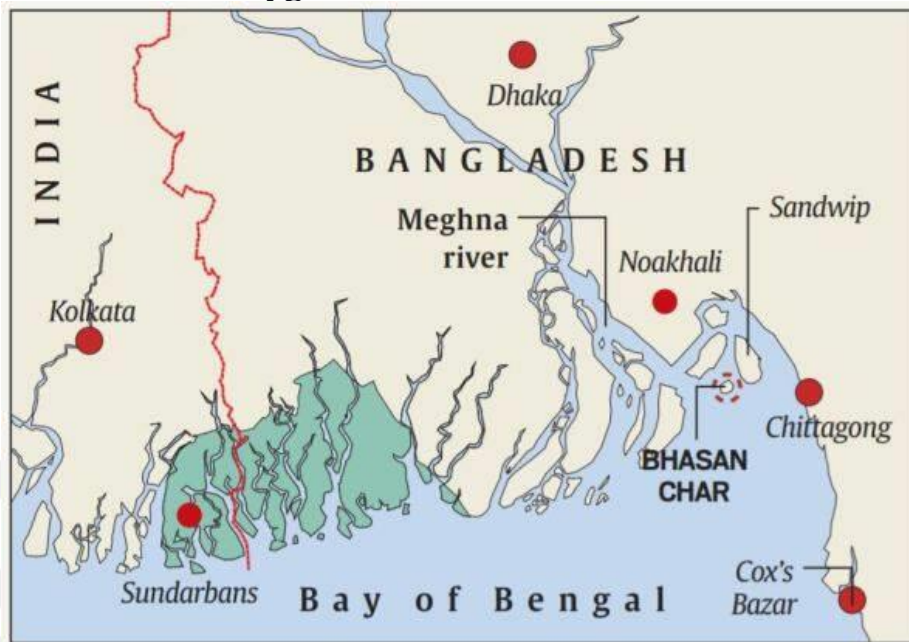 Dhaka
INDIA
BANGLADESH
Meghna
river
Sandwip
Noakhali
Kolkata
Chittagong
BHASAN
CHAR
Sundarbans
Bay of Bengal
Cox's
Bazar